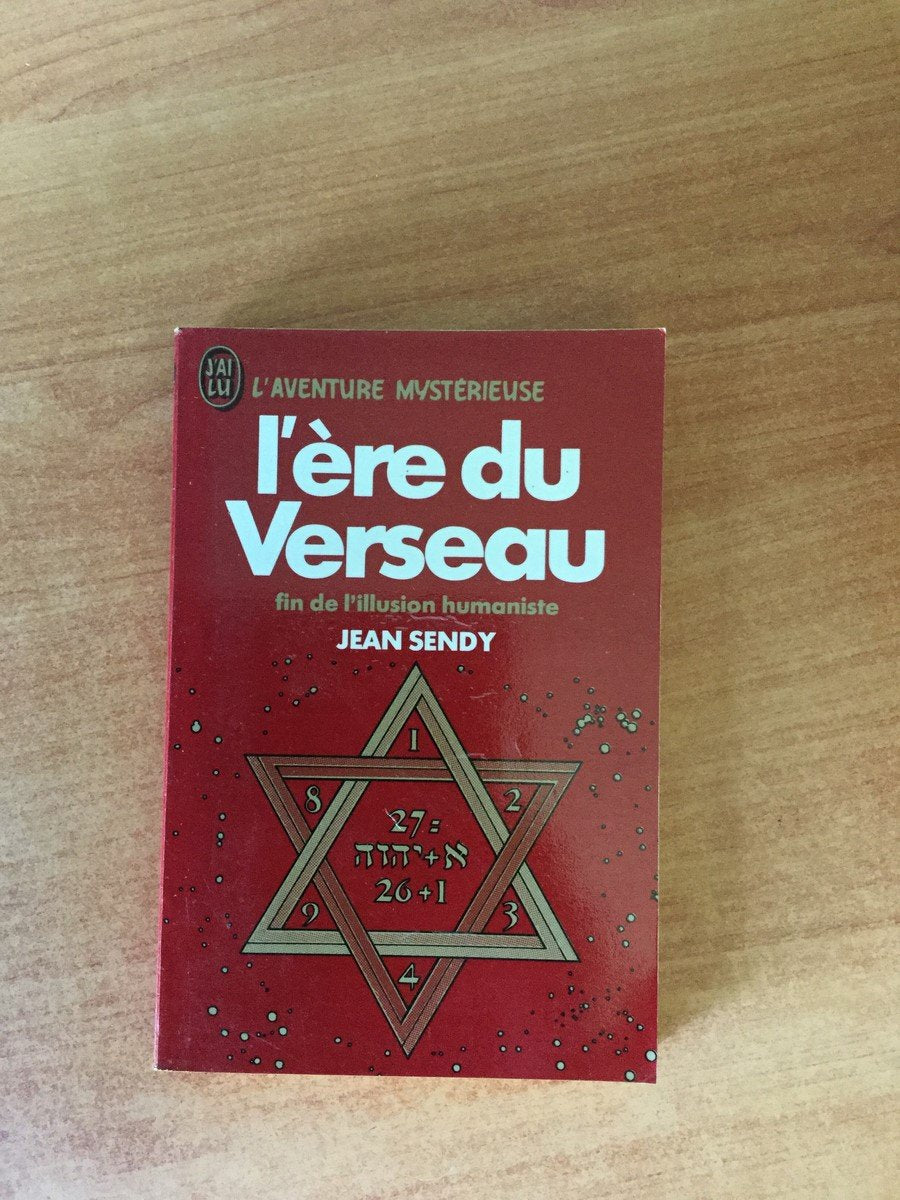 J'AI
LU
L'AVENTURE MYSTÉRIEUSE
l'ère du
Verseau
fin de l'illusion humaniste
JEAN SENDY
1
8
2
27=
א+יהוה
26+1
9
3
4